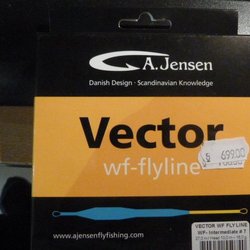 A.Jensen
Danish Design - Scandinavian Knowledge
Vector
wf-flyline
699.00
www.ajensenflyfishing.com
VECTOR WF FLY LINE
WF- Intermediate # 7